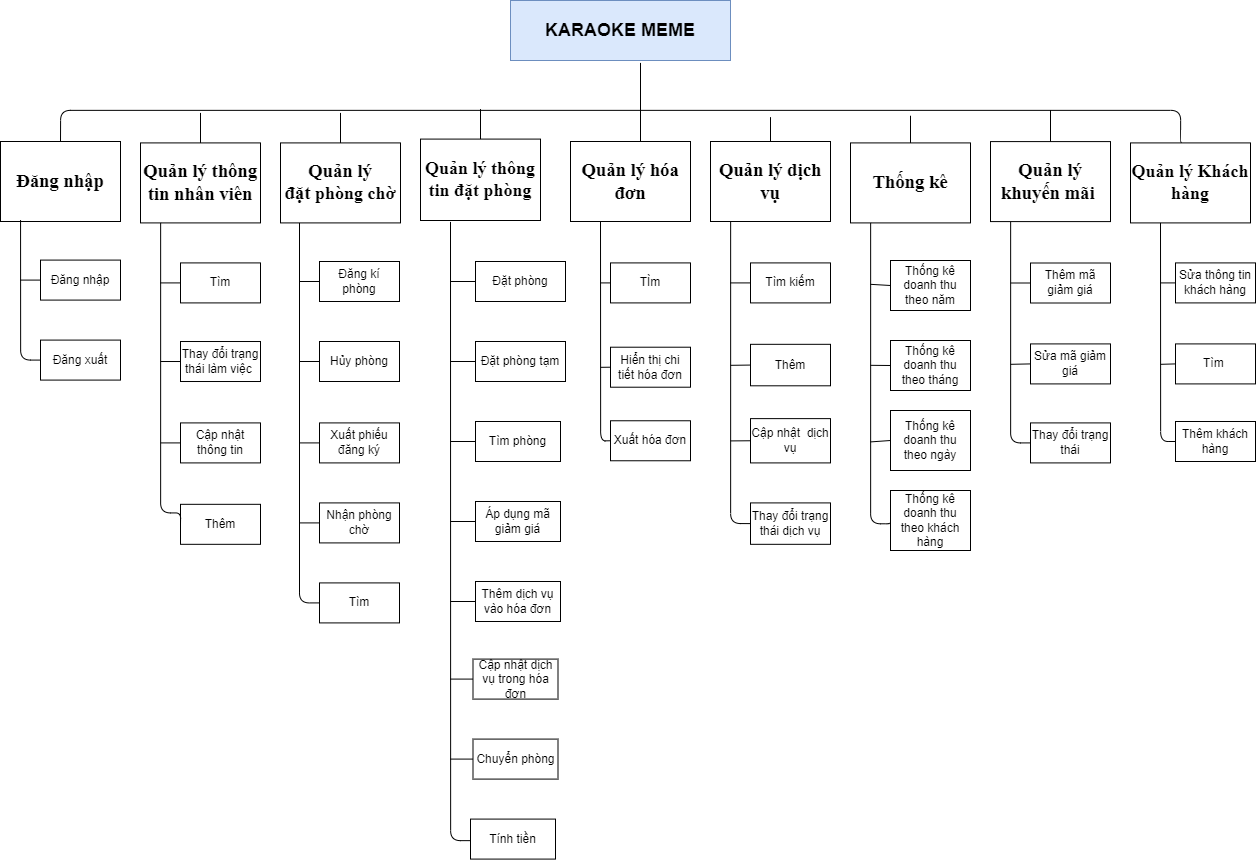 KARAOKE MEME
Đăng nhập
Quản lý thông
tin nhân viên
Quản lý
đặt phòng chờ
Quản lý thông
tin đặt phòng
Quản lý hóa
đơn
Quản lý dịch
vụ
Thống kê
Quản lý
khuyến mãi
Quản lý Khách
hàng
Đăng nhập
Đăng xuất
Tìm
Thay đổi trạng
thái làm việc
Cập nhật
thông tin
Thêm
Đăng kí
phòng
Hủy phòng
Xuất phiếu
đăng ký
Nhận phòng
chờ
Tìm
Đặt phòng
Đặt phòng tạm
Tìm phòng
Áp dụng mã
giảm giá
Thêm dịch vụ
vào hóa đơn
Cập nhật dịch
vụ trong hóa
đơn
Chuyển phòng
Tính tiền
TÌm
Hiển thị chi
tiết hóa đơn
Xuất hóa đơn
Tìm kiếm
Thêm
Cập nhật dịch
vụ
Thay đổi trạng
thái dịch vụ
Thống kê
doanh thu
theo năm
Thống kê
doanh thu
theo tháng
Thống kê
doanh thu
theo ngày
Thống kê
doanh thu
theo khách
hàng
Thêm mã
giảm giá
Sửa mã giảm
giá
Thay đổi trạng
thái
Sửa thông tin
khách hàng
Tìm
Thêm khách
hàng